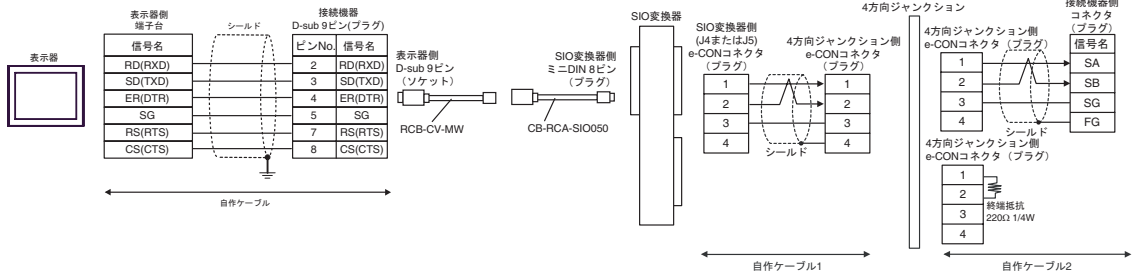 表示器
表示器側
端子台
信号名
RD(RXD)
SD(TXD)
ER(DTR)
SG
RS(RTS)
CS(CTS)
シールド
接続機器
D-sub 9ピン(プラグ)
ピンNo. 信号名
2 RD(RXD)
3 SD(TXD)
4 ER(DTR)
5 SG
7 RS(RTS)
8 CS(CTS)
自作ケーブル
表示器側
D-sub 9ピン
(ソケット)
RCB-CV-MW
SIO変換器側
ミニDIN 8ピン
(プラグ)
CB-RCA-SIO050
SIO変換器
SIO変換器側
(J4またはJ5)
e-CONコネクタ
(プラグ)
1
2
3
4
シールド
4方向ジャンクション側
e-CONコネクタ
(プラグ)
1
2
3
4
自作ケーブル1
4方向ジャンクション
4方向ジャンクション側
e-CONコネクタ(プラグ)
1
2
3
4
シールド
接続機器側
コネクタ
(プラグ)
信号名
SA
SB
SG
FG
4方向ジャンクション側
e-CONコネクタ(プラグ)
1
2
3
4
終端抵抗
220Ω 1/4W
自作ケーブル2